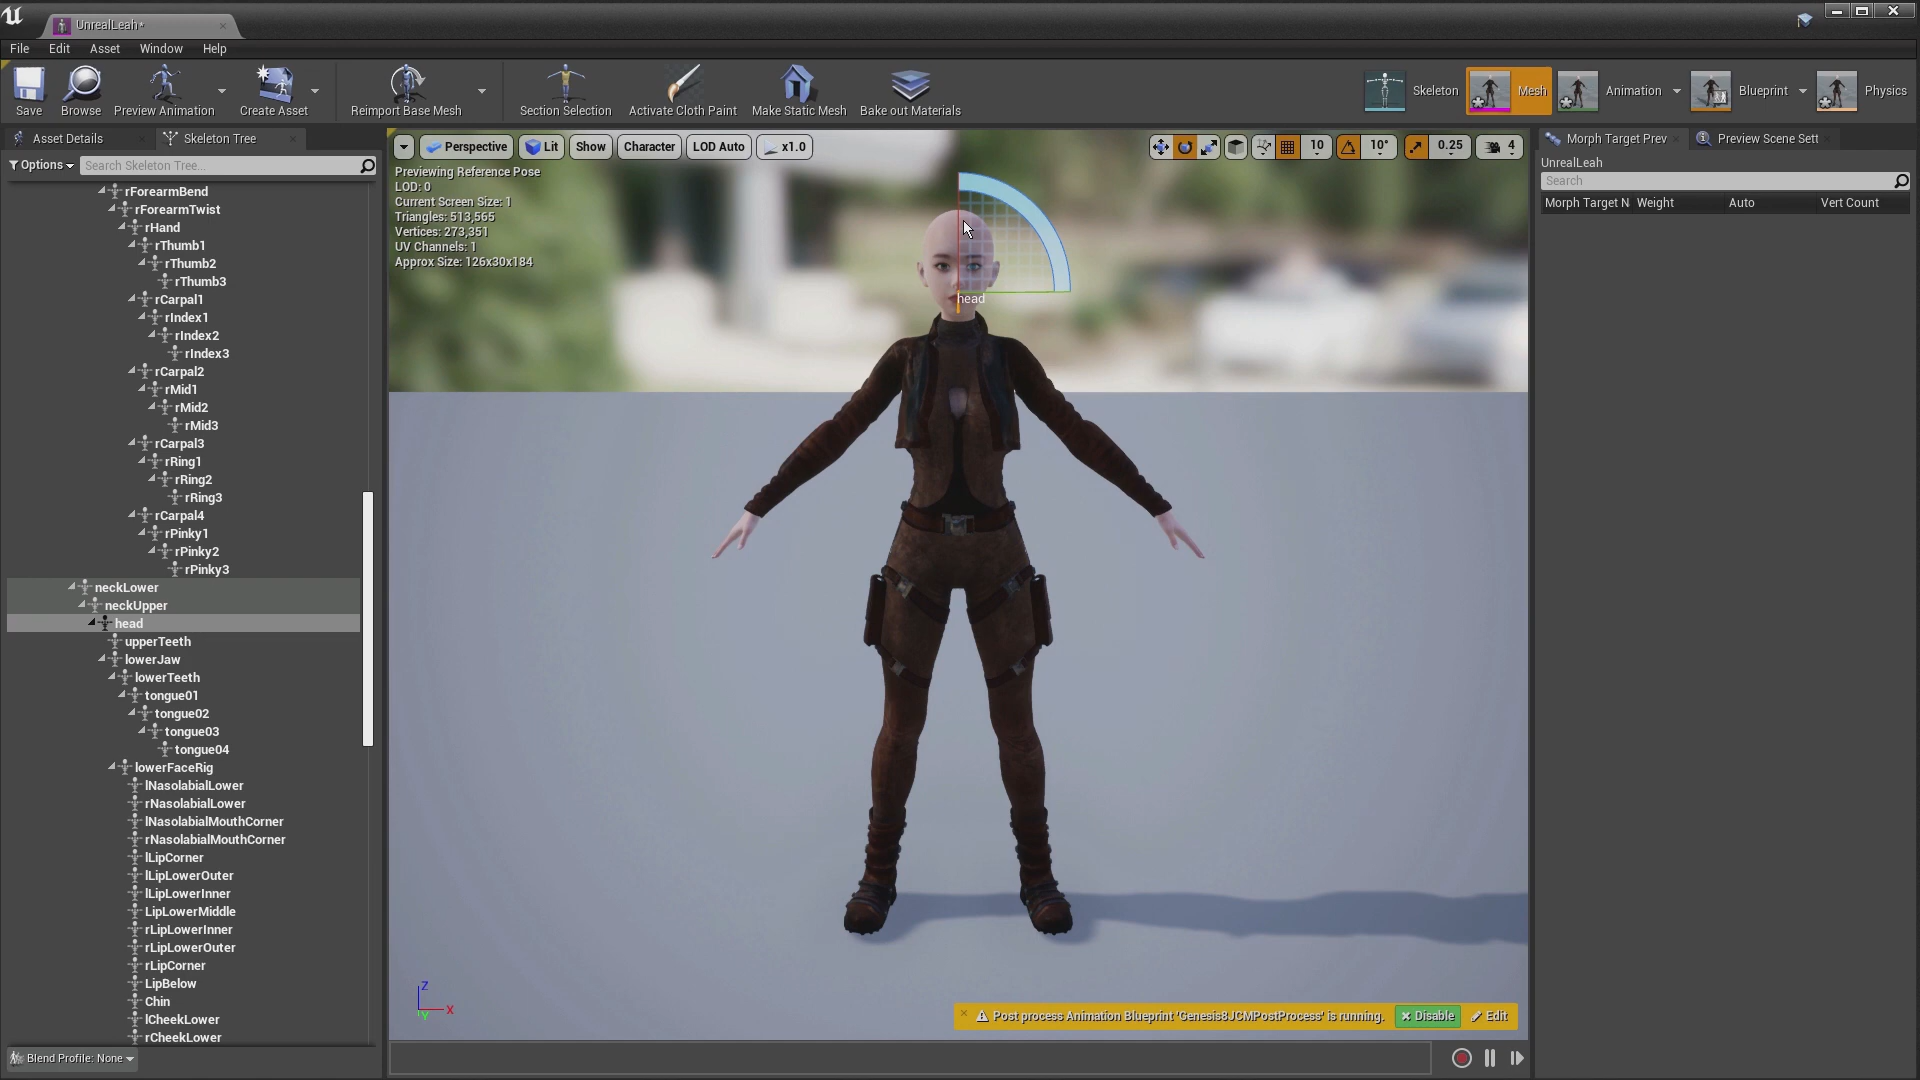 UnrealLeah*
File Edit Asset Window Help
Save Browse Preview Animation Create Asset Reimport Base Mesh Section Selection Activate Cloth Paint Make Static Mesh Bake out Materials Skeleton Mesh Animation Blueprint Physics
Asset Details Skeleton Tree
Options Search Skeleton Tree...
rForearmBend
rForearmTwist
rHand
rThumb1
rThumb2
rThumb3
rCarpal1
rIndex1
rIndex2
rIndex3
rCarpal2
rMid1
rMid2
rMid3
rCarpal3
rRing1
rRing2
rRing3
rCarpal4
rPinky1
rPinky2
rPinky3
neckLower
neckUpper
head
upperTeeth
lowerJaw
lowerTeeth
tongue01
tongue02
tongue03
tongue04
lowerFaceRig
lNasolabialLower
rNasolabialLower
lNasolabialMouthCorner
rNasolabialMouthCorner
lLipCorner
lLipLowerOuter
lLipLowerInner
LipLowerMiddle
rLipLowerInner
rLipLowerOuter
rLipCorner
LipBelow
Chin
lCheekLower
rCheekLower
Blend Profile: None
Perspective Lit Show Character LOD Auto x1.0 10 10° 0.25 4
Previewing Reference Pose
LOD: 0
Current Screen Size: 1
Triangles: 513,565
Vertices: 273,351
UV Channels: 1
Approx Size: 126x30x184
head
Z
X
Y
Post process Animation Blueprint 'Genesis8JCMPostProcess' is running. Disable Edit
Morph Target Prev Preview Scene Sett
UnrealLeah
Search
Morph Target N Weight Auto Vert Count